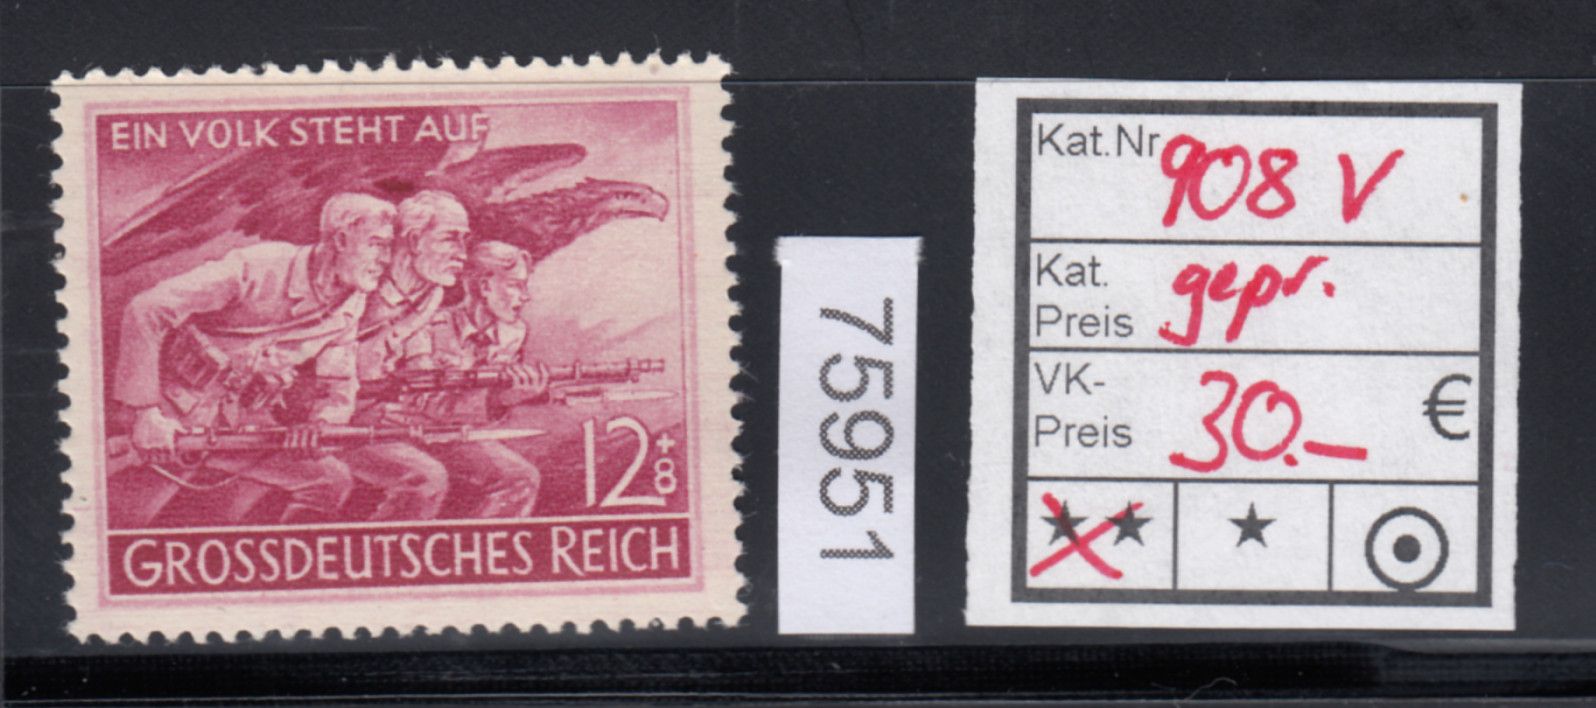 EIN VOLK STEHT AUF
12+8
GROSSDEUTSCHES REICH
75951
Kat.Nr 908 V
Kat. Preis gepr.
VK- Preis 30.– €